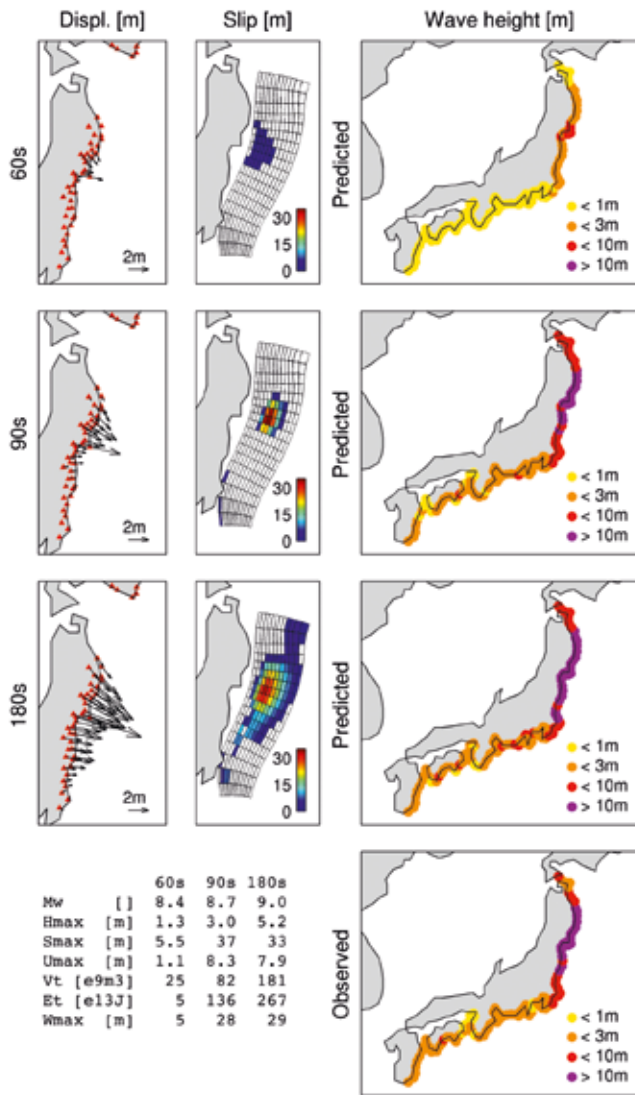 Displ. [m] Slip [m] Wave height [m]
60s
2m
30
15
0
Predicted
< 1m
< 3m
< 10m
> 10m
90s
2m
30
15
0
Predicted
< 1m
< 3m
< 10m
> 10m
180s
2m
30
15
0
Predicted
< 1m
< 3m
< 10m
> 10m
60s 90s 180s
Mw [] 8.4 8.7 9.0
Hmax [m] 1.3 3.0 5.2
Smax [m] 5.5 37 33
Umax [m] 1.1 8.3 7.9
Vt [e9m3] 25 82 181
Et [e13J] 5 136 267
Wmax [m] 5 28 29
Observed
< 1m
< 3m
< 10m
> 10m